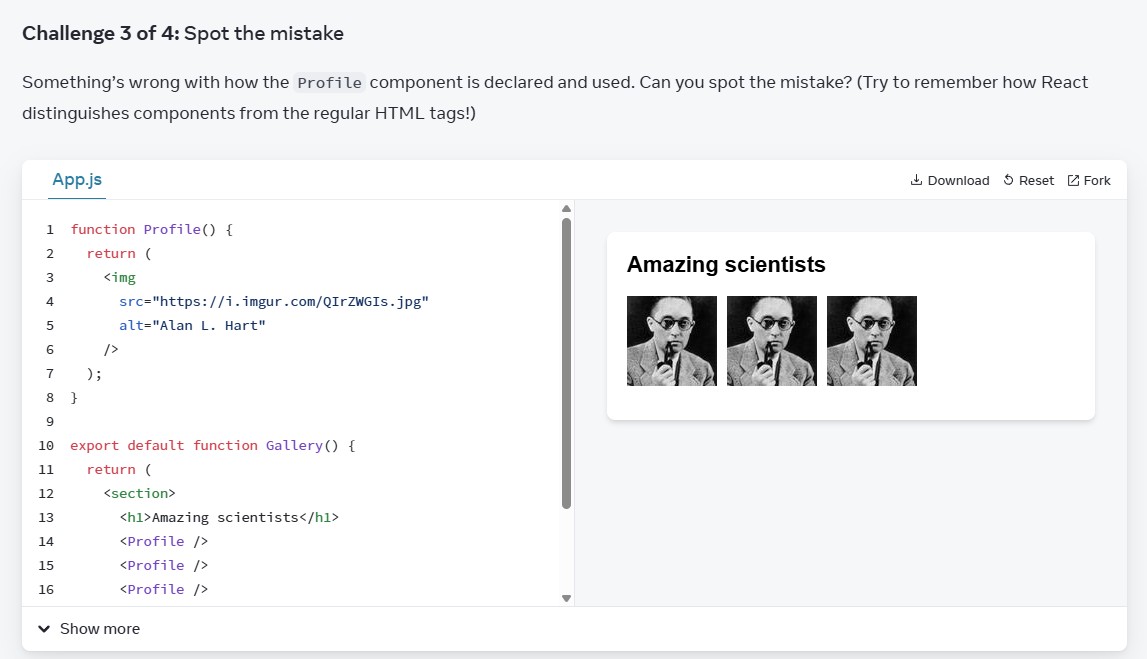 Challenge 3 of 4: Spot the mistake
Something's wrong with how the Profile component is declared and used. Can you spot the mistake? (Try to remember how React
distinguishes components from the regular HTML tags!)
App.js
Download Reset Fork
1 function Profile() {
2   return (
3     <img
4       src="https://i.imgur.com/QIrZWGIs.jpg"
5       alt="Alan L. Hart"
6     />
7   );
8 }
9
10 export default function Gallery() {
11   return (
12     <section>
13       <h1>Amazing scientists</h1>
14       <Profile />
15       <Profile />
16       <Profile />
Amazing scientists
Show more